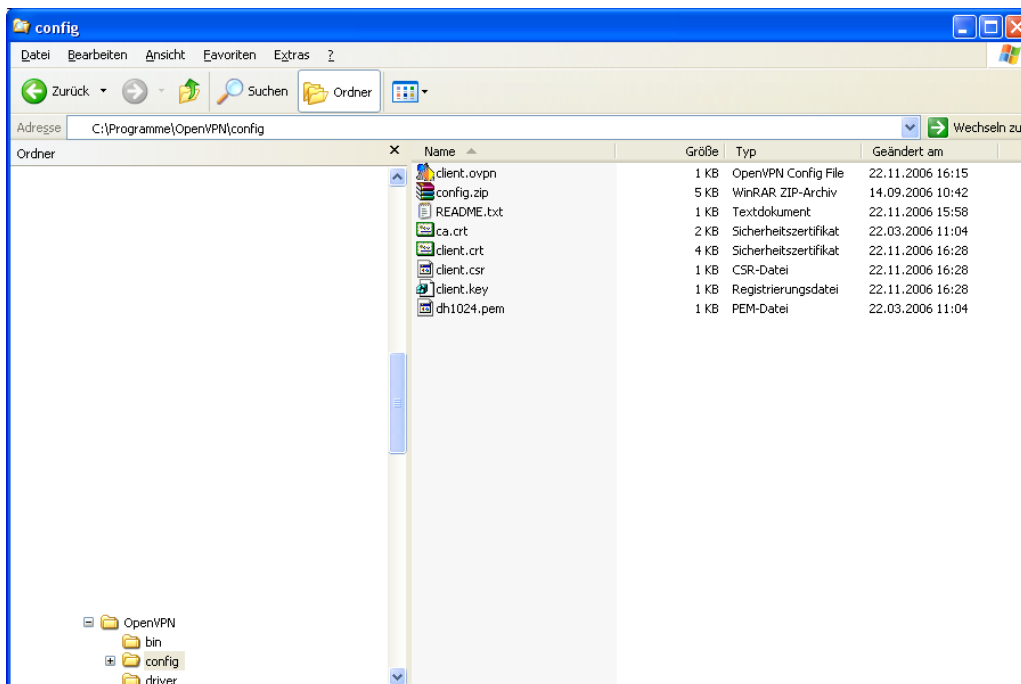 config
Datei Bearbeiten Ansicht Favoriten Extras ?
Zurück Suchen Ordner
Adresse C:\Programme\OpenVPN\config Wechseln zu
Ordner Name Größe Typ Geändert am
client.ovpn 1 KB OpenVPN Config File 22.11.2006 16:15
config.zip 5 KB WinRAR ZIP-Archiv 14.09.2006 10:42
README.txt 1 KB Textdokument 22.11.2006 15:58
ca.crt 2 KB Sicherheitszertifikat 22.03.2006 11:04
client.crt 4 KB Sicherheitszertifikat 22.11.2006 16:28
client.csr 1 KB CSR-Datei 22.11.2006 16:28
client.key 1 KB Registrierungsdatei 22.11.2006 16:28
dh1024.pem 1 KB PEM-Datei 22.03.2006 11:04
OpenVPN
bin
config
driver